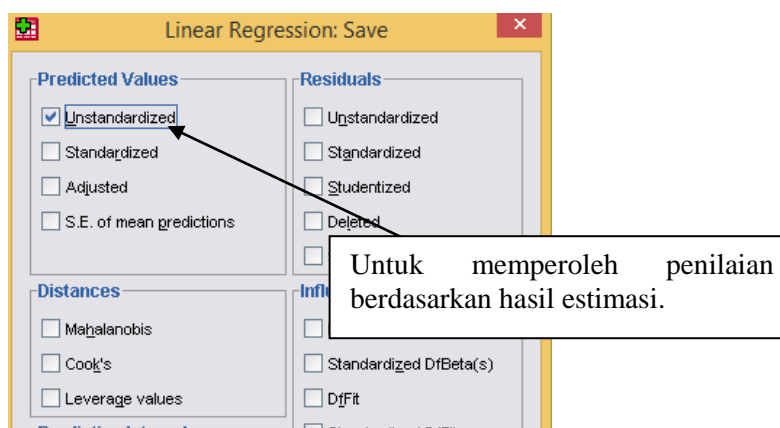 Linear Regression: Save
Predicted Values
Unstandardized
Standardized
Adjusted
S.E. of mean predictions
Residuals
Unstandardized
Standardized
Studentized
Deleted
Untuk memperoleh penilaian
berdasarkan hasil estimasi.
Distances
Mahalanobis
Cook's
Leverage values
Standardized DfBeta(s)
DfFit